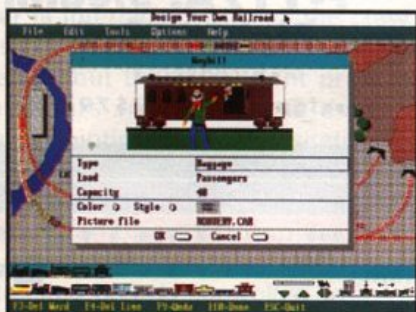 Design Your Own Railroad
File Edit Tools Options Help
Waybill
Type Baggage
Load Passengers
Capacity 40
Color Style
Picture file ROBBERY.CAR
OK Cancel
F3-Del Word F4-Del Line F9-Undo F10-Done ESC-Quit